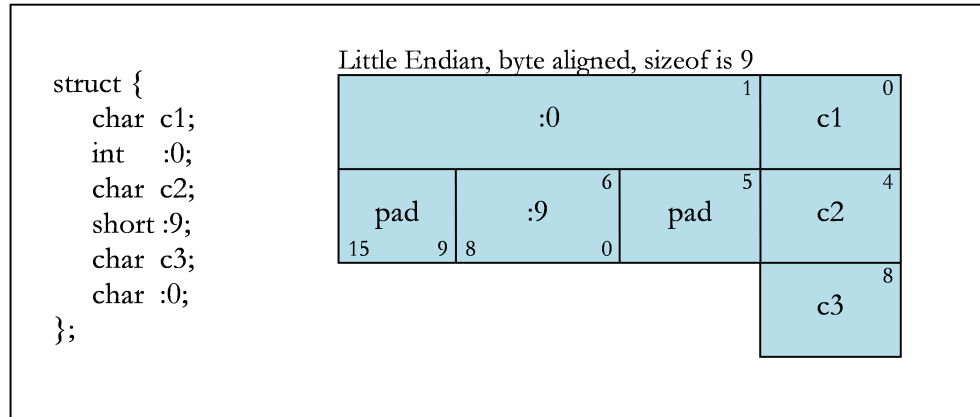 Little Endian, byte aligned, sizeof is 9
struct {
char c1;
int :0;
char c2;
short :9;
char c3;
char :0;
};
:0 1 c1 0
pad 15 9 :9 6 8 0 pad 5 c2 4
c3 8